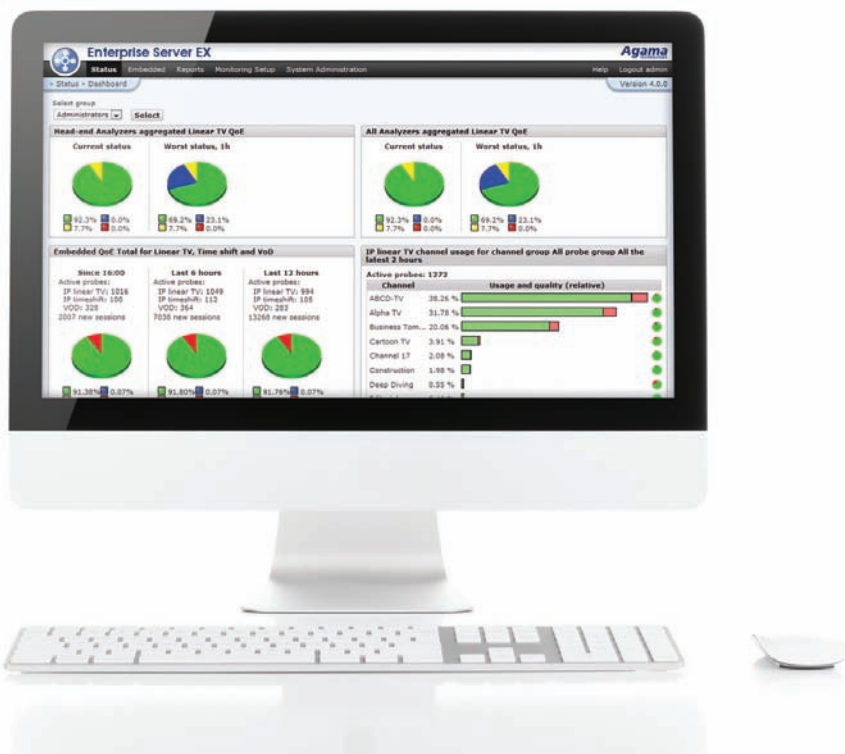 Enterprise Server EX
Agama
Status Embedded Reports Monitoring Setup System Administration
Help Logout admin
Status - Dashboard
Version 4.0.0
Select group
Administrators Select
Head-end Analyzers aggregated Linear TV QoE
Current status Worst status, 1h
92.3% 0.0%
7.7% 0.0%
69.2% 23.1%
7.7% 0.0%
All Analyzers aggregated Linear TV QoE
Current status Worst status, 1h
92.3% 0.0%
7.7% 0.0%
69.2% 23.1%
7.7% 0.0%
Embedded QoE Total for Linear TV, Time shift and VoD
Since 16:00
Active probes:
IP linear TV: 1016
IP timeshift: 100
VOD: 328
2007 new sessions
91.38% 0.07%
Last 6 hours
Active probes:
IP linear TV: 1049
IP timeshift: 112
VOD: 364
7038 new sessions
91.80% 0.07%
Last 12 hours
Active probes:
IP linear TV: 994
IP timeshift: 108
VOD: 283
13268 new sessions
91.76% 0.07%
IP linear TV channel usage for channel group All probe group All the
latest 2 hours
Active probes: 1272
Channel Usage and quality (relative)
ABCD-TV 38.26 %
Alpha TV 31.78 %
Business Tom... 20.06 %
Cartoon TV 3.91 %
Channel 17 2.08 %
Construction 1.98 %
Deep Diving 0.55 %